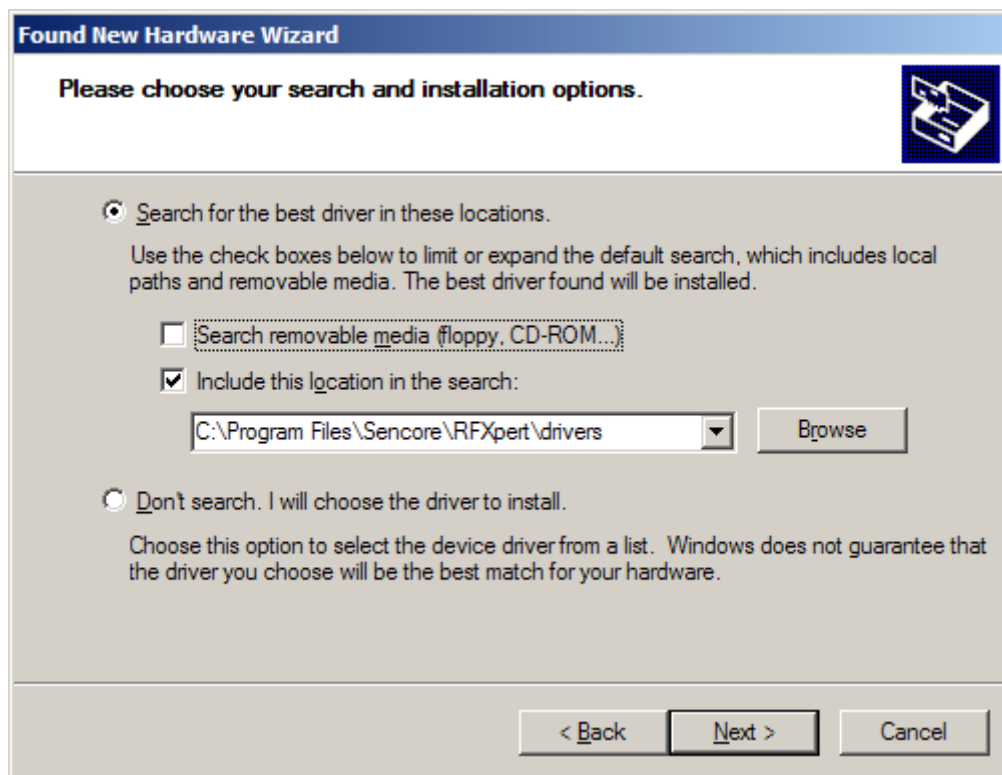 Found New Hardware Wizard
Please choose your search and installation options.
Search for the best driver in these locations.
Use the check boxes below to limit or expand the default search, which includes local
paths and removable media. The best driver found will be installed.
Search removable media (floppy, CD-ROM...)
Include this location in the search:
C:\Program Files\Sencore\RFXpert\drivers
Browse
Don't search. I will choose the driver to install.
Choose this option to select the device driver from a list.  Windows does not guarantee that
the driver you choose will be the best match for your hardware.
< Back
Next >
Cancel